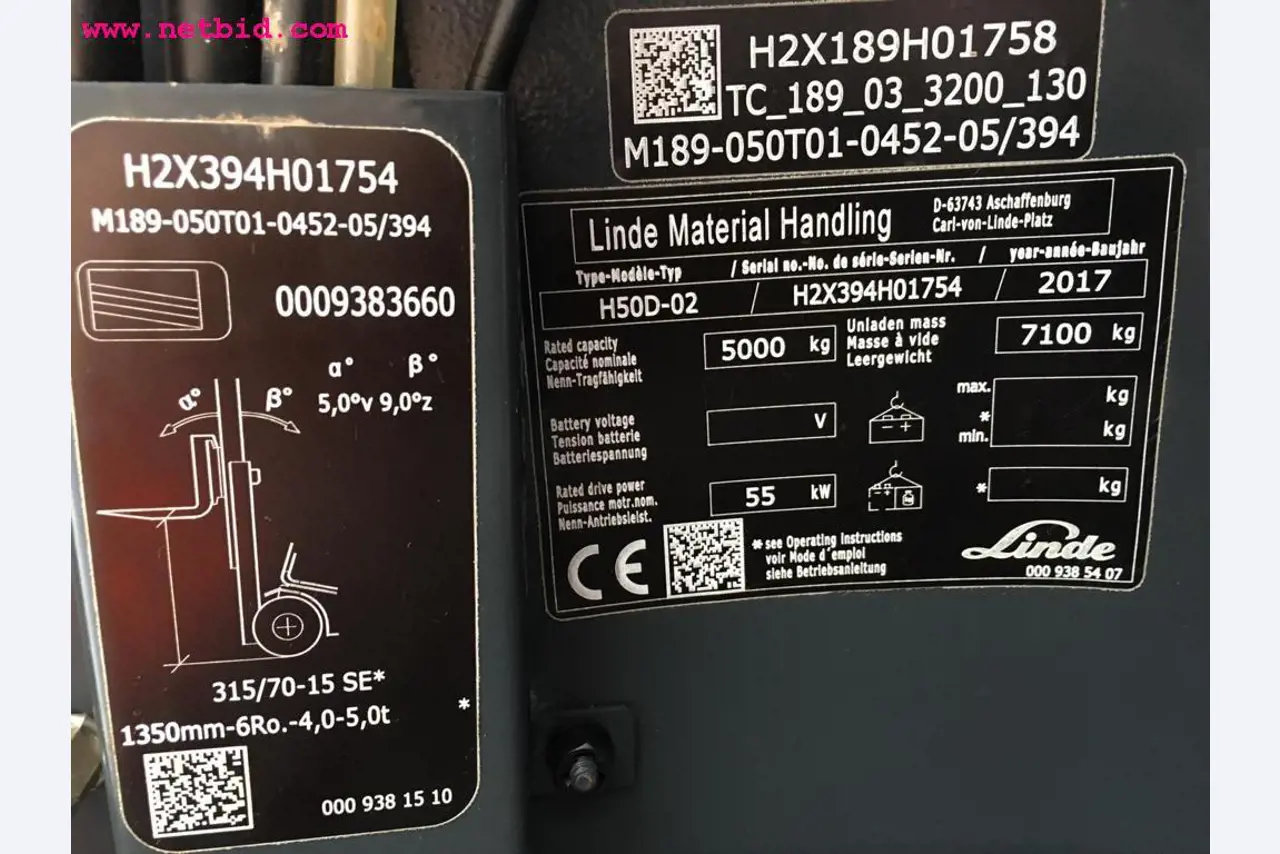 www.netbid.com
H2X189H01758
TC_189_03_3200_130
M189-050T01-0452-05/394
H2X394H01754
M189-050T01-0452-05/394
0009383660
α° β°
α° β° 5,0°v 9,0°z
315/70-15 SE*
1350mm-6Ro.-4,0-5,0t *
000 938 15 10
Linde Material Handling
D-63743 Aschaffenburg
Carl-von-Linde-Platz
Type-Modèle-Typ / Serial no.-No. de série-Serien-Nr. / year-année-Baujahr
H50D-02 / H2X394H01754 / 2017
Rated capacity
Capacité nominale
Nenn-Tragfähigkeit
5000 kg
Unladen mass
Masse à vide
Leergewicht
7100 kg
Battery voltage
Tension batterie
Batteriespannung
V
max. kg
*
min. kg
Rated drive power
Puissance motr.nom.
Nenn-Antriebsleist.
55 kW
* kg
CE
* see Operating Instructions
voir Mode d'emploi
siehe Betriebsanleitung
Linde
000 938 54 07